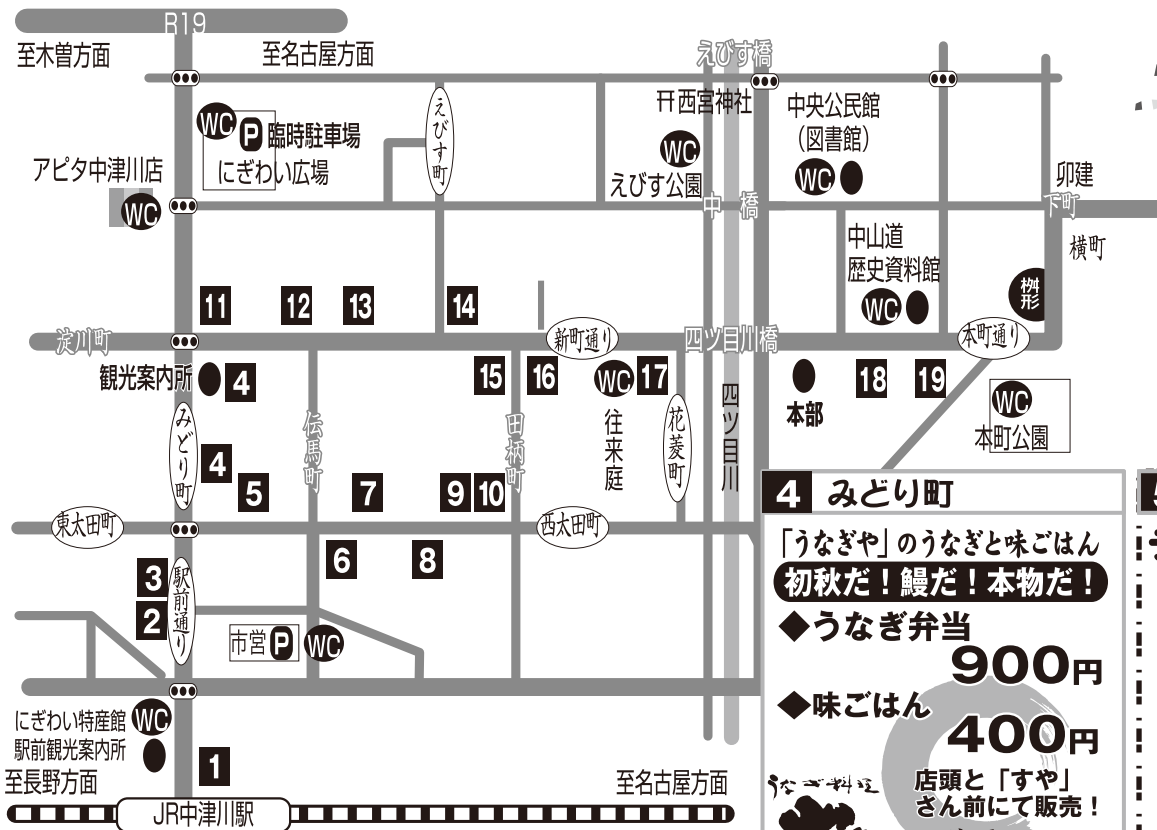 R19
至木曽方面
至名古屋方面
えびす橋
WC
P 臨時駐車場
にぎわい広場
えびす町
西宮神社
WC
えびす公園
中央公民館
(図書館)
WC
アピタ中津川店
WC
中橋
卯建
下町
横町
中山道
歴史資料館
WC
桝形
11
12
13
14
淀川町
新町通り
四ツ目川橋
本町通り
観光案内所
4
15
16
WC
17
往来庭
本部
18
19
WC
本町公園
みどり町
伝馬町
田柄町
花菱町
四ツ目川
4
5
7
9
10
東太田町
西太田町
3
2
駅前通り
6
8
市営 P WC
にぎわい特産館 WC
駅前観光案内所
1
至長野方面
至名古屋方面
JR中津川駅
4 みどり町
「うなぎや」のうなぎと味ごはん
初秋だ!鰻だ!本物だ!
◆うなぎ弁当
900円
◆味ごはん
400円
うなぎ料理
店頭と「すや」
さん前にて販売!